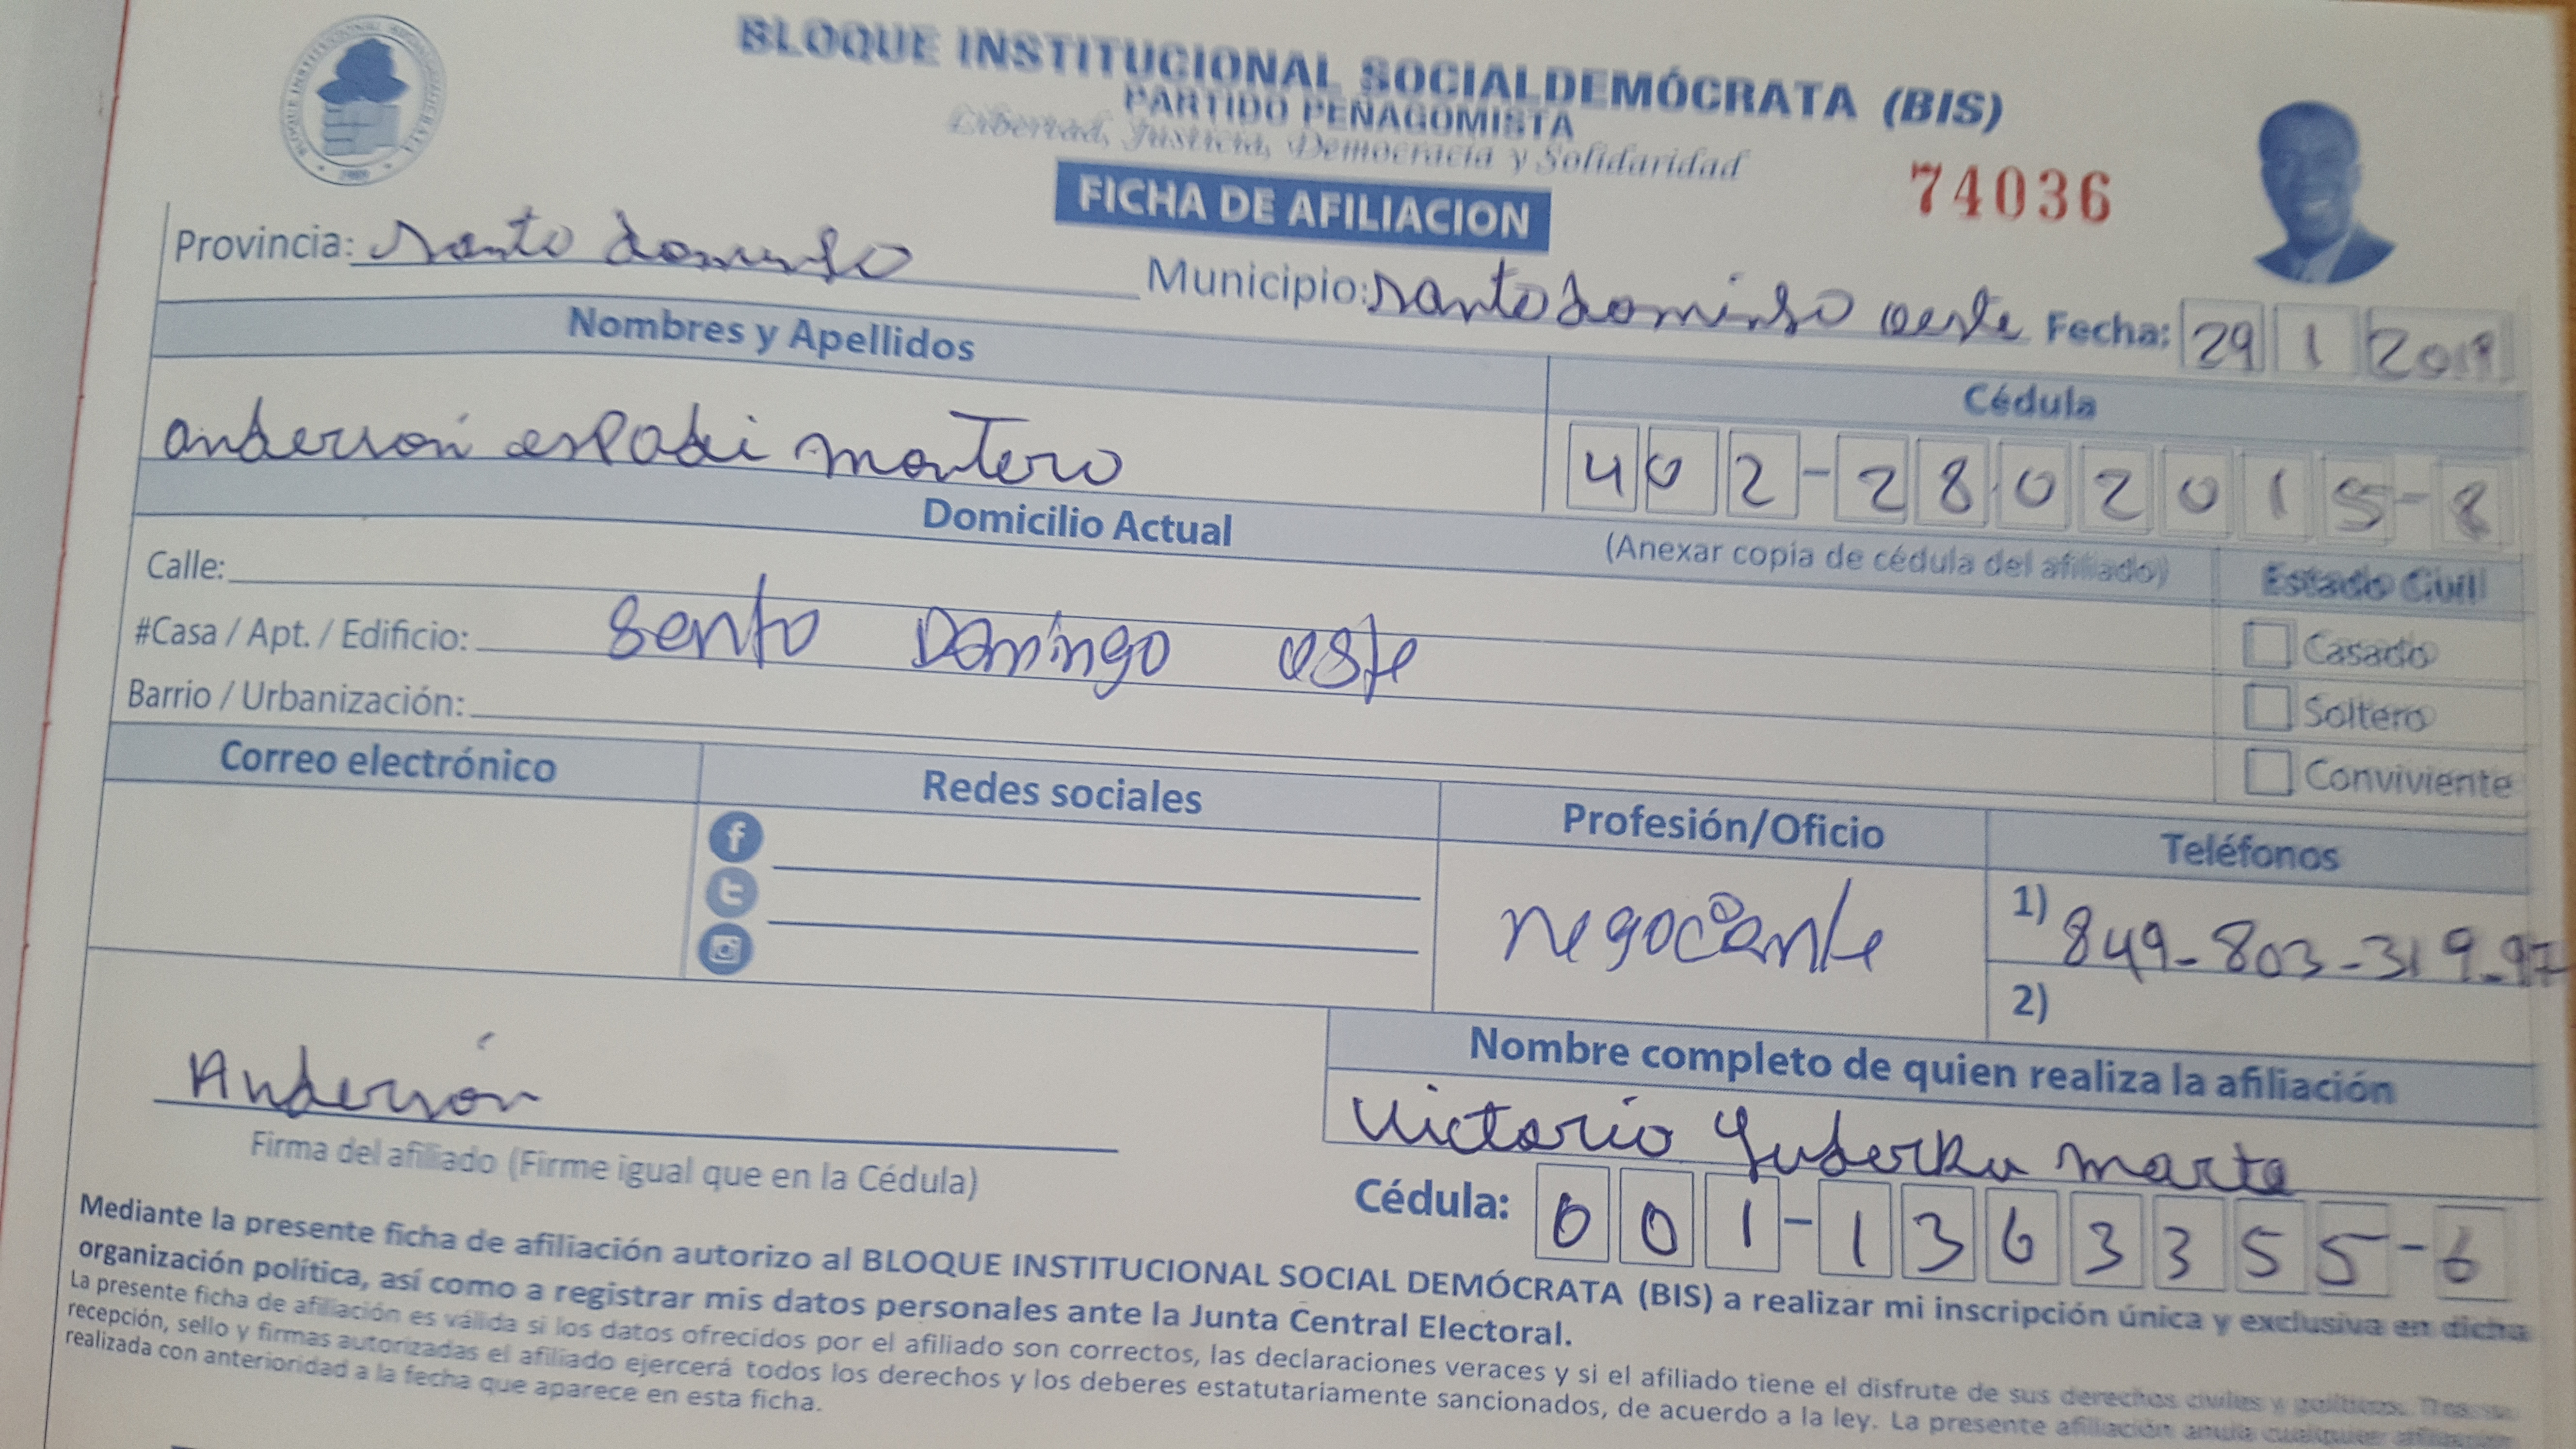 BLOQUE INSTITUCIONAL SOCIALDEMÓCRATA (BIS)
PARTIDO PEÑAGOMISTA
Libertad, Justicia, Democracia y Solidaridad
FICHA DE AFILIACION
74036
Provincia: santo domingo Municipio: santo domingo oeste Fecha: 29 1 2019
Nombres y Apellidos
Cédula
anderson montero
402-2802015-8
Domicilio Actual
(Anexar copia de cédula del afiliado)
Estado Civil
Calle:
Casado
#Casa / Apt. / Edificio: Santo Domingo oste
Soltero
Barrio / Urbanización:
Conviviente
Correo electrónico
Redes sociales
Profesión/Oficio
Teléfonos
negociante
1) 849-803-319-97
2)
Nombre completo de quien realiza la afiliación
Anderson
Victorio Yuderka marte
Firma del afiliado (Firme igual que en la Cédula)
Cédula: 001-1363355-6
Mediante la presente ficha de afiliación autorizo al BLOQUE INSTITUCIONAL SOCIAL DEMÓCRATA (BIS) a realizar mi inscripción única y exclusiva en dicha
organización política, así como a registrar mis datos personales ante la Junta Central Electoral.
La presente ficha de afiliación es válida si los datos ofrecidos por el afiliado son correctos, las declaraciones veraces y si el afiliado tiene el disfrute de sus derechos civiles y políticos. Tras su
recepción, sello y firmas autorizadas el afiliado ejercerá todos los derechos y los deberes estatutariamente sancionados, de acuerdo a la ley. La presente afiliación anula cualquier
realizada con anterioridad a la fecha que aparece en esta ficha.